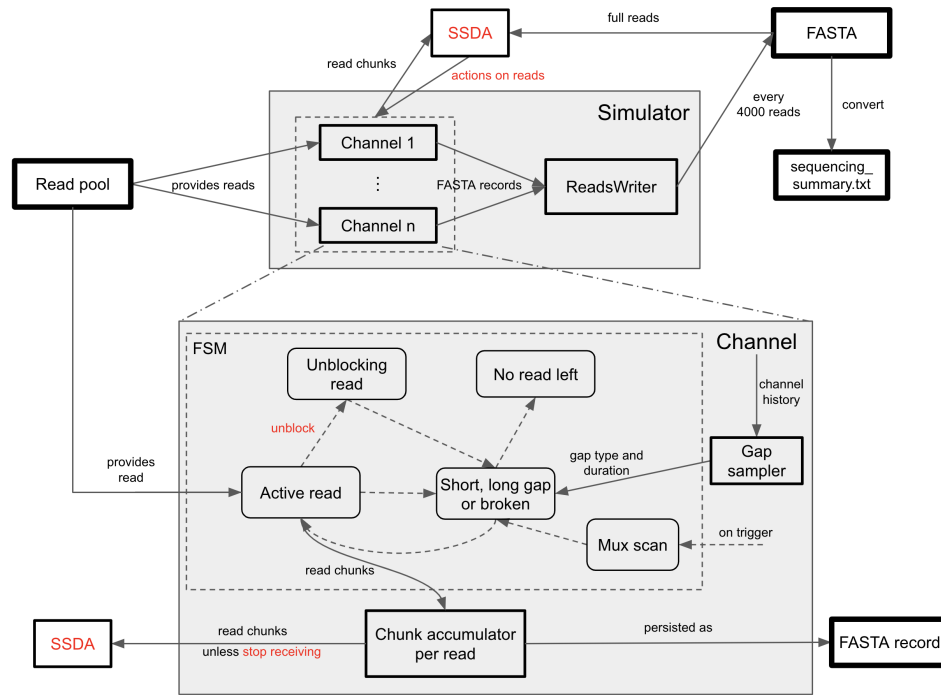 full reads
SSDA
FASTA
read chunks
actions on reads
every
4000 reads
convert
Simulator
Channel 1
Read pool
provides reads
⋮
FASTA records
ReadsWriter
sequencing_
summary.txt
Channel n
FSM
Channel
Unblocking
read
No read left
channel
history
unblock
gap type and
duration
Gap
sampler
provides
read
Active read
Short, long gap
or broken
Mux scan
on trigger
read chunks
SSDA
read chunks
unless stop receiving
Chunk accumulator
per read
persisted as
FASTA record